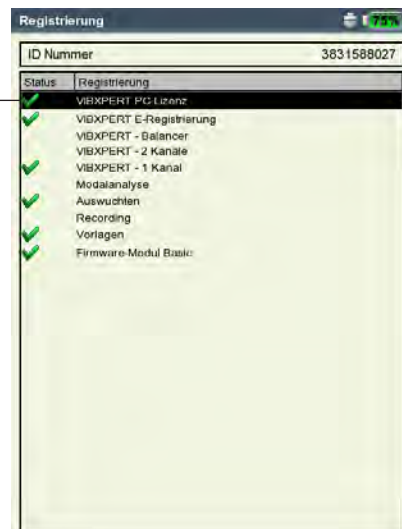 Registrierung 75%
ID Nummer 3831588027
Status Registrierung
VIBXPERT PC Lizenz
VIBXPERT E-Registrierung
VIBXPERT - Balancer
VIBXPERT - 2 Kanäle
VIBXPERT - 1 Kanal
Modalanalyse
Auswuchten
Recording
Vorlagen
Firmware-Modul Basic